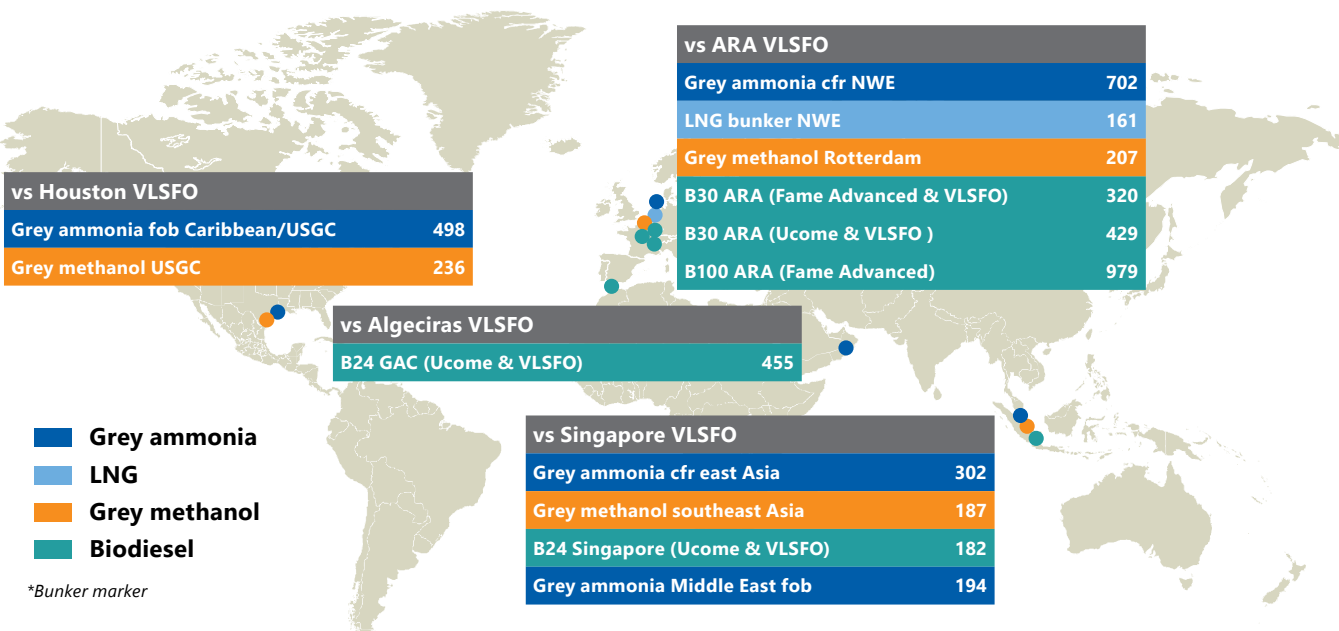 vs ARA VLSFO
Grey ammonia cfr NWE 702
LNG bunker NWE 161
Grey methanol Rotterdam 207
B30 ARA (Fame Advanced & VLSFO) 320
B30 ARA (Ucome & VLSFO ) 429
B100 ARA (Fame Advanced) 979
vs Houston VLSFO
Grey ammonia fob Caribbean/USGC 498
Grey methanol USGC 236
vs Algeciras VLSFO
B24 GAC (Ucome & VLSFO) 455
vs Singapore VLSFO
Grey ammonia cfr east Asia 302
Grey methanol southeast Asia 187
B24 Singapore (Ucome & VLSFO) 182
Grey ammonia Middle East fob 194
Grey ammonia
LNG
Grey methanol
Biodiesel
*Bunker marker